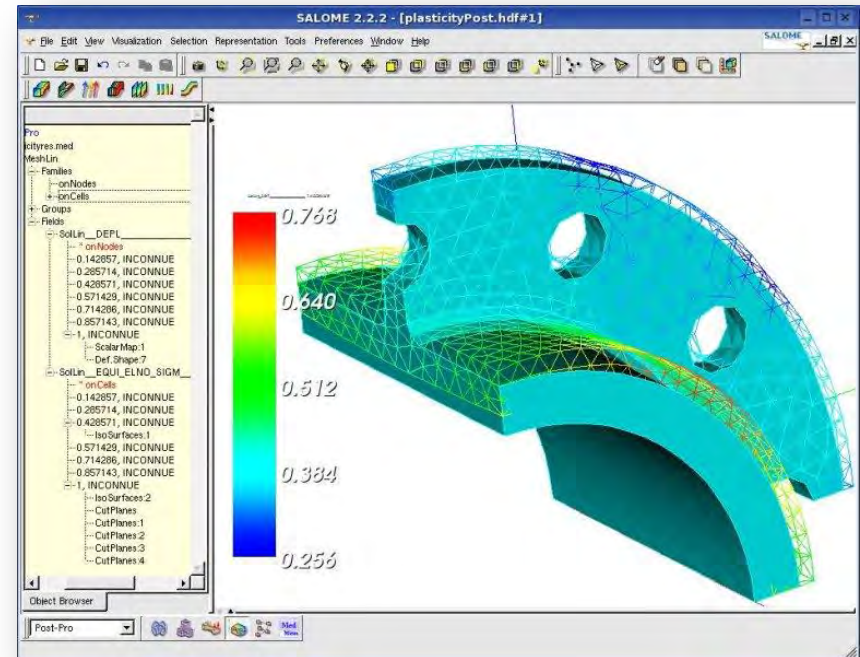 SALOME 2.2.2 - [plasticityPost.hdf#1]
File Edit View Visualization Selection Representation Tools Preferences Window Help
SALOME
Pro
icityres.med
MeshLin
Families
onNodes
onCells
Groups
Fields
SolLin__DEPL
* onNodes
0.142857, INCONNUE
0.285714, INCONNUE
0.428571, INCONNUE
0.571429, INCONNUE
0.714286, INCONNUE
0.857143, INCONNUE
1, INCONNUE
ScalarMap:1
Def.Shape:7
SolLin__EQUI_ELNO_SIGM__
* onCells
0.142857, INCONNUE
0.285714, INCONNUE
0.428571, INCONNUE
IsoSurfaces:1
0.571429, INCONNUE
0.714286, INCONNUE
0.857143, INCONNUE
1, INCONNUE
IsoSurfaces:2
CutPlanes
CutPlanes:1
CutPlanes:2
CutPlanes:3
CutPlanes:4
Object Browser
0.768
0.640
0.512
0.384
0.256
Post-Pro
Med